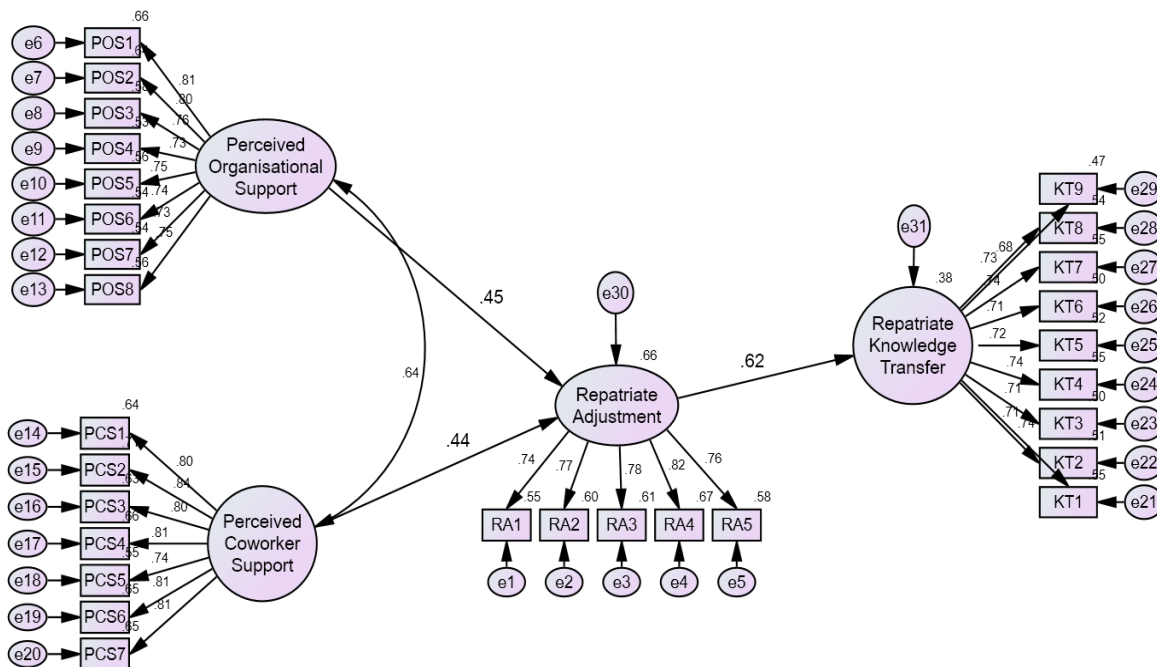 .66
e6 POS1
.64
e7 POS2
.58
e8 POS3
.53
e9 POS4
.56
e10 POS5
.54
e11 POS6
.54
e12 POS7
.56
e13 POS8
.81
.80
.76
.73
.75
.74
.73
.75
Perceived
Organisational
Support
.64
.45
.44
.64
e14 PCS1
e15 PCS2
.63
e16 PCS3
.66
e17 PCS4
.55
e18 PCS5
.65
e19 PCS6
.65
e20 PCS7
.80
.84
.80
.81
.74
.81
.81
Perceived
Coworker
Support
e30
.66
Repatriate
Adjustment
.74 .77 .78 .82 .76
.55 .60 .61 .67 .58
RA1 RA2 RA3 RA4 RA5
e1 e2 e3 e4 e5
.62
e31
.38
Repatriate
Knowledge
Transfer
.68
.73
.74
.71
.72
.74
.71
.71
.74
.47
KT9 e29
.54
KT8 e28
.55
KT7 e27
.50
KT6 e26
.52
KT5 e25
.55
KT4 e24
.50
KT3 e23
.51
KT2 e22
.55
KT1 e21